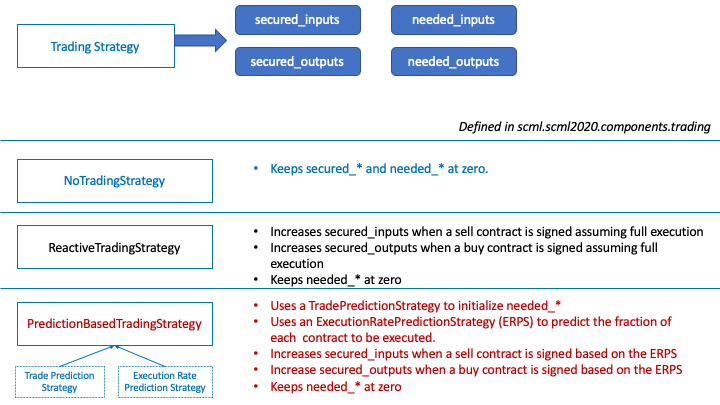 Trading Strategy
secured_inputs
needed_inputs
secured_outputs
needed_outputs
Defined in scml.scml2020.components.trading
NoTradingStrategy
• Keeps secured_* and needed_* at zero.
ReactiveTradingStrategy
• Increases secured_inputs when a sell contract is signed assuming full execution
• Increases secured_outputs when a buy contract is signed assuming full
execution
• Keeps needed_* at zero
PredictionBasedTradingStrategy
Trade Prediction
Strategy
Execution Rate
Prediction Strategy
• Uses a TradePredictionStrategy to initialize needed_*
• Uses an ExecutionRatePredictionStrategy (ERPS) to predict the fraction of
each contract to be executed.
• Increases secured_inputs when a sell contract is signed based on the ERPS
• Increase secured_outputs when a buy contract is signed based on the ERPS
• Keeps needed_* at zero